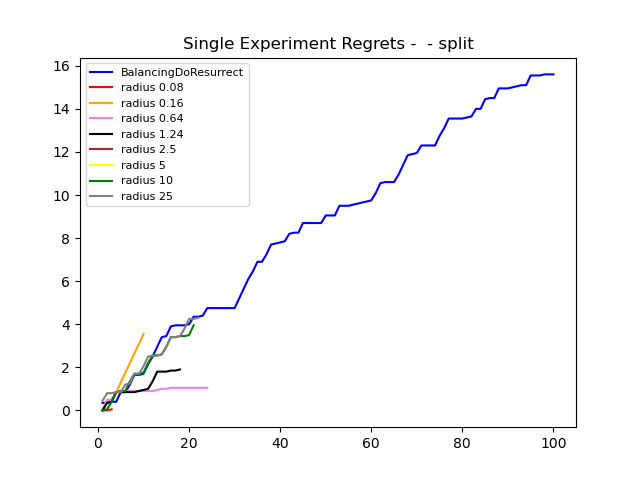 Single Experiment Regrets -  - split
16
14
12
10
8
6
4
2
0
BalancingDoResurrect
radius 0.08
radius 0.16
radius 0.64
radius 1.24
radius 2.5
radius 5
radius 10
radius 25
0 20 40 60 80 100